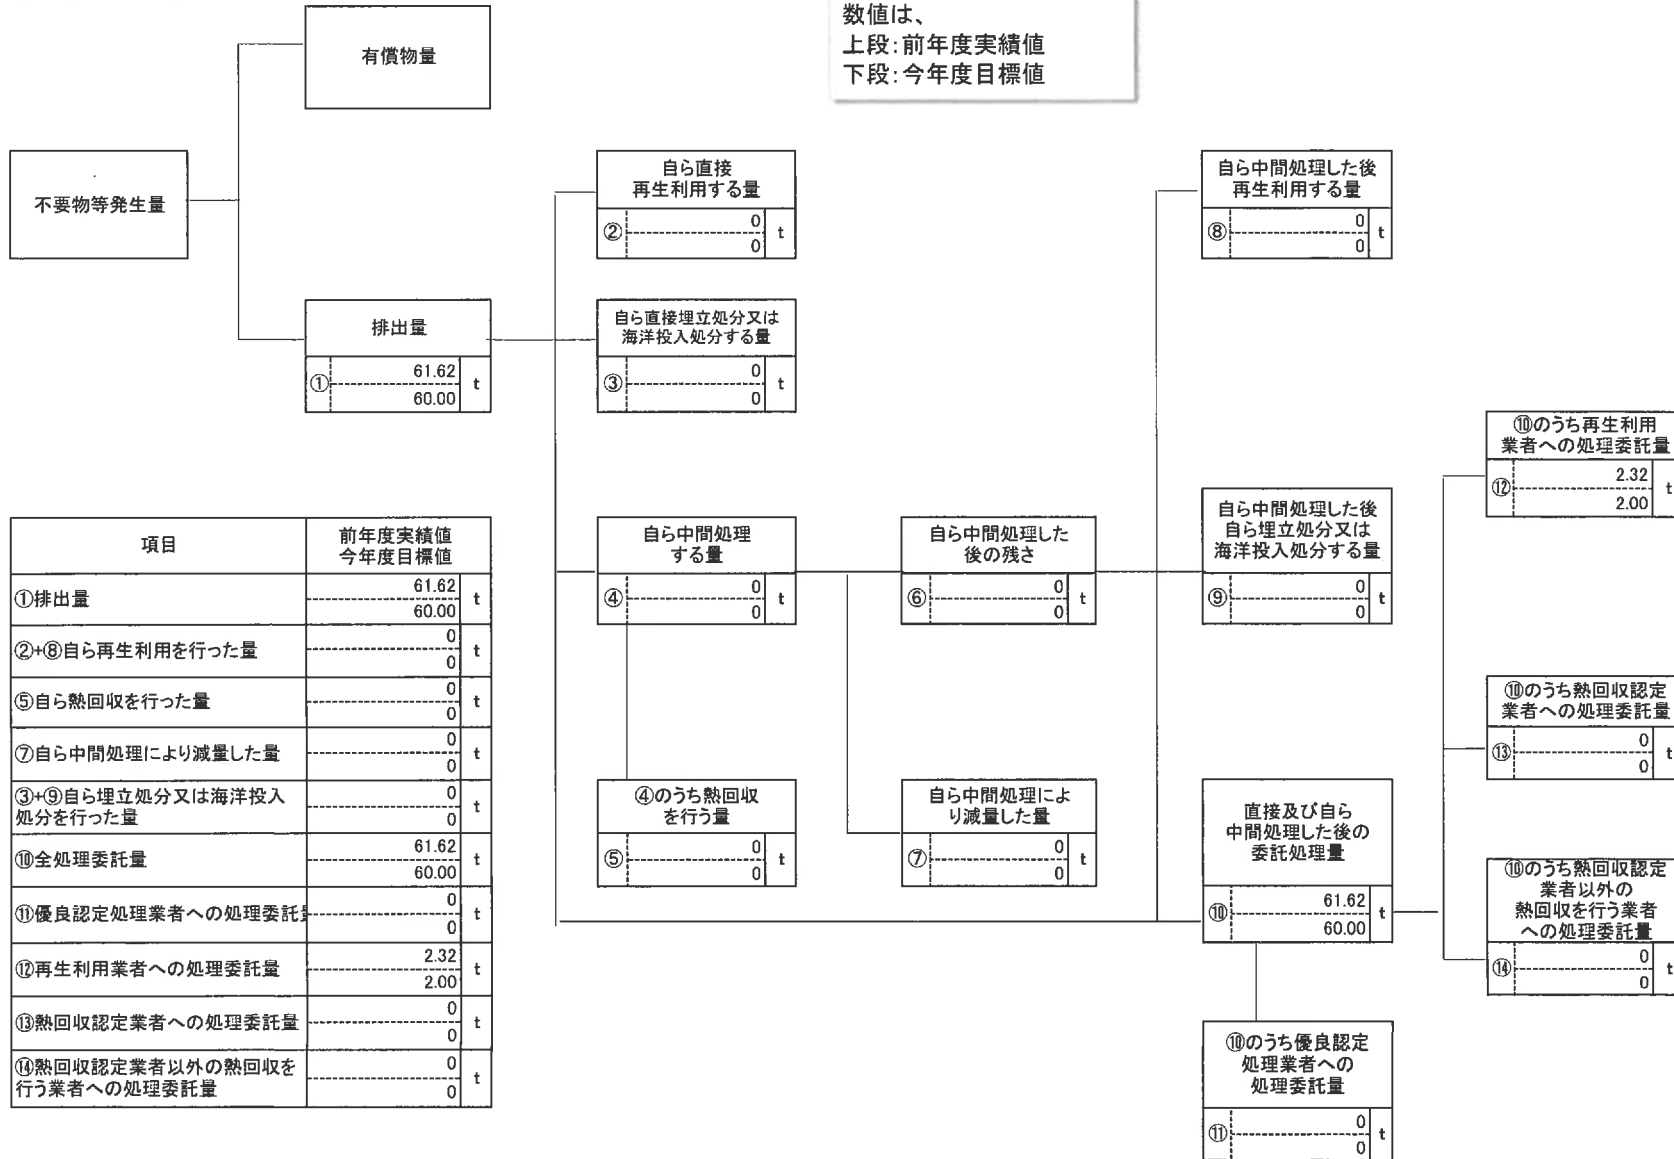 数値は、
上段:前年度実績値
下段:今年度目標値
有償物量
不要物等発生量
排出量
①
61.62
60.00
t
自ら直接
再生利用する量
②
0
0
t
自ら直接埋立処分又は
海洋投入処分する量
③
0
0
t
自ら中間処理した後
再生利用する量
⑧
0
0
t
自ら中間処理
する量
④
0
0
t
自ら中間処理した
後の残さ
⑥
0
0
t
自ら中間処理した後
自ら埋立処分又は
海洋投入処分する量
⑨
0
0
t
④のうち熱回収
を行う量
⑤
0
0
t
自ら中間処理によ
り減量した量
⑦
0
0
t
直接及び自ら
中間処理した後の
委託処理量
⑩
61.62
60.00
t
⑩のうち再生利用
業者への処理委託量
⑫
2.32
2.00
t
⑩のうち熱回収認定
業者への処理委託量
⑬
0
0
t
⑩のうち熱回収認定
業者以外の
熱回収を行う業者
への処理委託量
⑭
0
0
t
⑩のうち優良認定
処理業者への
処理委託量
⑪
0
0
t
項目
前年度実績値
今年度目標値
①排出量
61.62
60.00
t
②+⑧自ら再生利用を行った量
0
0
t
⑤自ら熱回収を行った量
0
0
t
⑦自ら中間処理により減量した量
0
0
t
③+⑨自ら埋立処分又は海洋投入
処分を行った量
0
0
t
⑩全処理委託量
61.62
60.00
t
⑪優良認定処理業者への処理委託
0
0
t
⑫再生利用業者への処理委託量
2.32
2.00
t
⑬熱回収認定業者への処理委託量
0
0
t
⑭熱回収認定業者以外の熱回収を
行う業者への処理委託量
0
0
t